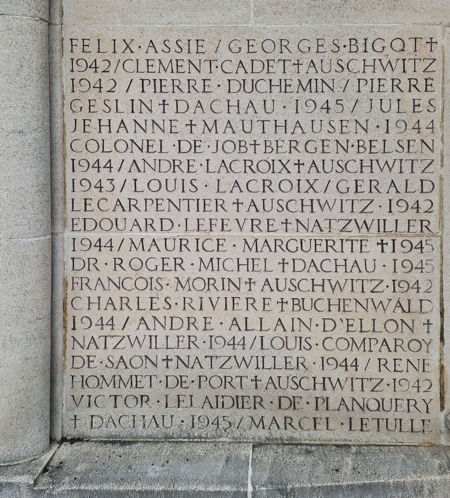 FELIX·ASSIE/GEORGES·BIGOT†
1942/CLEMENT·CADET†AUSCHWITZ
1942/PIERRE·DUCHEMIN/PIERRE
GESLIN†DACHAU·1945/JULES
JEHANNE†MAUTHAUSEN·1944
COLONEL·DE·JOB†BERGEN·BELSEN
1944/ANDRE·LACROIX†AUSCHWITZ
1943/LOUIS·LACROIX/GERALD
LECARPENTIER†AUSCHWITZ·1942
EDOUARD·LEFEVRE†NATZWILLER
1944/MAURICE·MARGUERITE†1945
DR·ROGER·MICHEL†DACHAU·1945
FRANCOIS·MORIN†AUSCHWITZ·1942
CHARLES·RIVIERE†BUCHENWALD
1944/ANDRE·ALLAIN·D'ELLON†
NATZWILLER·1944/LOUIS·COMPAROY
DE·SAON†NATZWILLER·1944/RENE
HOMMET·DE·PORT†AUSCHWITZ·1942
VICTOR·LELAIDIER·DE·PLANQUERY
†DACHAU·1945/MARCEL·LETULLE